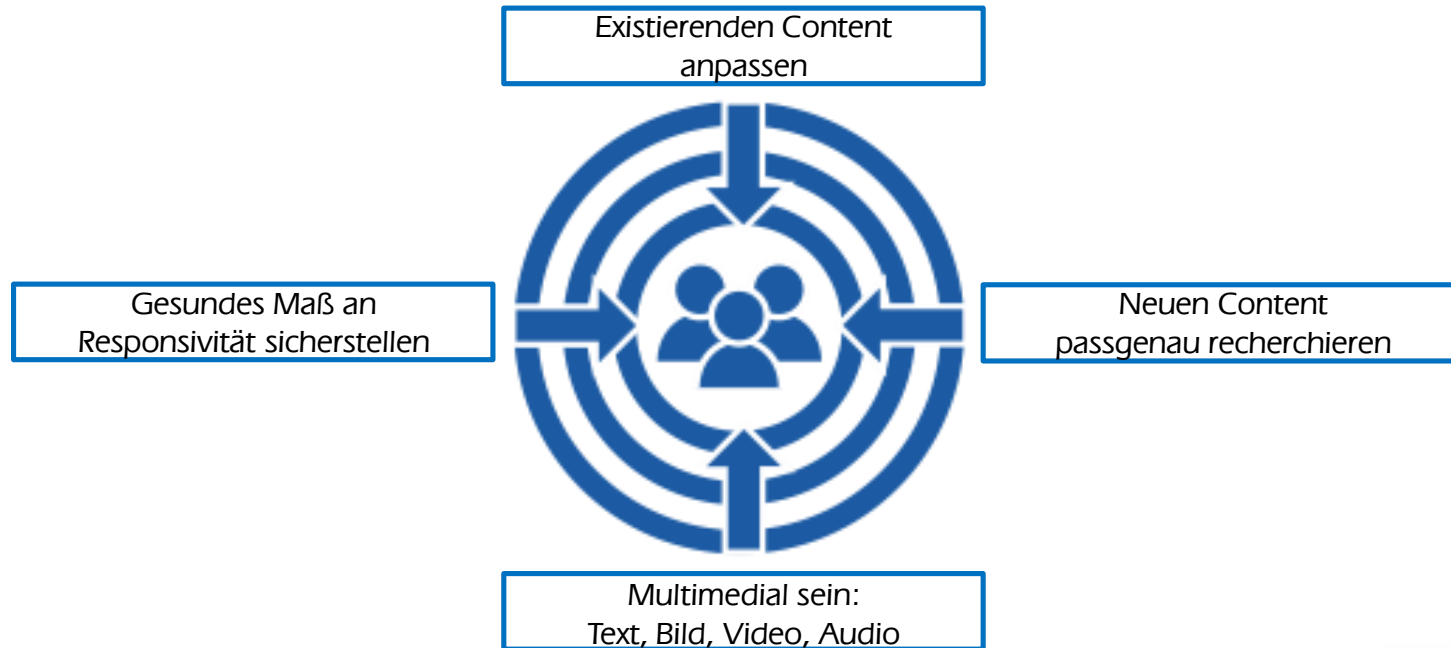 Existierenden Content
anpassen
Gesundes Maß an
Responsivität sicherstellen
Neuen Content
passgenau recherchieren
Multimedial sein:
Text, Bild, Video, Audio